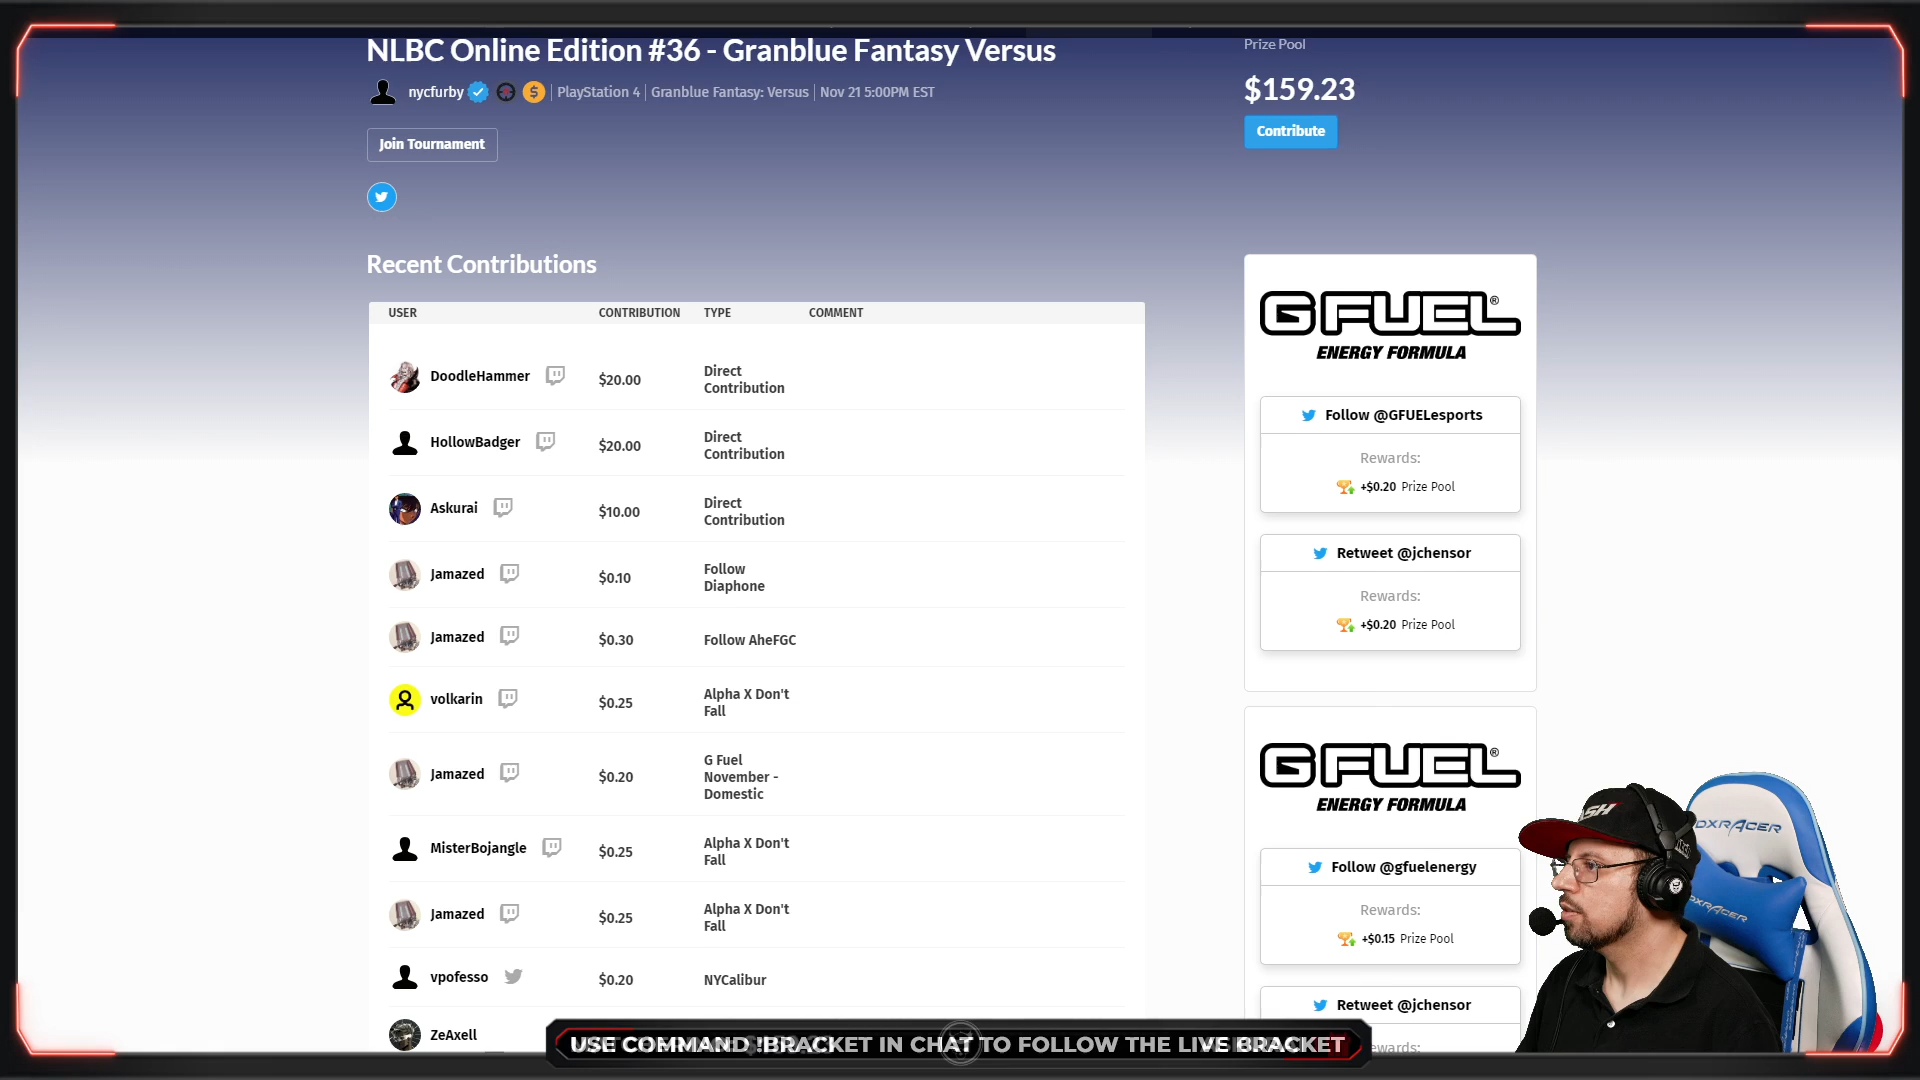 NLBC Online Edition #36 - Granblue Fantasy Versus
nycfurby | PlayStation 4 | Granblue Fantasy: Versus | Nov 21 5:00PM EST
Join Tournament
Prize Pool
$159.23
Contribute
Recent Contributions
USER CONTRIBUTION TYPE COMMENT
DoodleHammer $20.00 Direct
Contribution
HollowBadger $20.00 Direct
Contribution
Askurai $10.00 Direct
Contribution
Jamazed $0.10 Follow
Diaphone
Jamazed $0.30 Follow AheFGC
volkarin $0.25 Alpha X Don't
Fall
Jamazed $0.20 G Fuel
November -
Domestic
MisterBojangle $0.25 Alpha X Don't
Fall
Jamazed $0.25 Alpha X Don't
Fall
vpofesso $0.20 NYCalibur
ZeAxell
G FUEL®
ENERGY FORMULA
Follow @GFUELesports
Rewards:
+$0.20 Prize Pool
Retweet @jchensor
Rewards:
+$0.20 Prize Pool
G FUEL®
ENERGY FORMULA
Follow @gfuelenergy
Rewards:
+$0.15 Prize Pool
Retweet @jchensor
DXRACER
DXRACER
USE COMMAND !BRACKET IN CHAT TO FOLLOW THE LIVE BRACKET